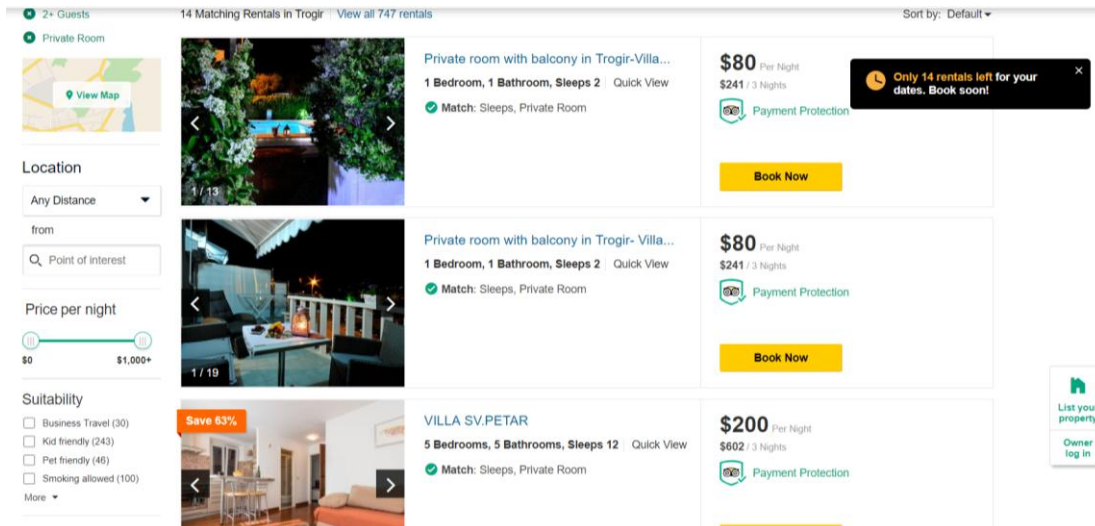 2+ Guests
Private Room
View Map
Location
Any Distance
from
Point of interest
Price per night
$0 $1,000+
Suitability
Business Travel (30)
Kid friendly (243)
Pet friendly (46)
Smoking allowed (100)
More
14 Matching Rentals in Trogir View all 747 rentals
Sort by: Default
1 / 13
Private room with balcony in Trogir-Villa...
1 Bedroom, 1 Bathroom, Sleeps 2 Quick View
Match: Sleeps, Private Room
$80 Per Night
$241 / 3 Nights
Payment Protection
Book Now
Only 14 rentals left for your
dates. Book soon!
1 / 19
Private room with balcony in Trogir- Villa...
1 Bedroom, 1 Bathroom, Sleeps 2 Quick View
Match: Sleeps, Private Room
$80 Per Night
$241 / 3 Nights
Payment Protection
Book Now
Save 63%
VILLA SV.PETAR
5 Bedrooms, 5 Bathrooms, Sleeps 12 Quick View
Match: Sleeps, Private Room
$200 Per Night
$602 / 3 Nights
Payment Protection
List you
property
Owner
log in